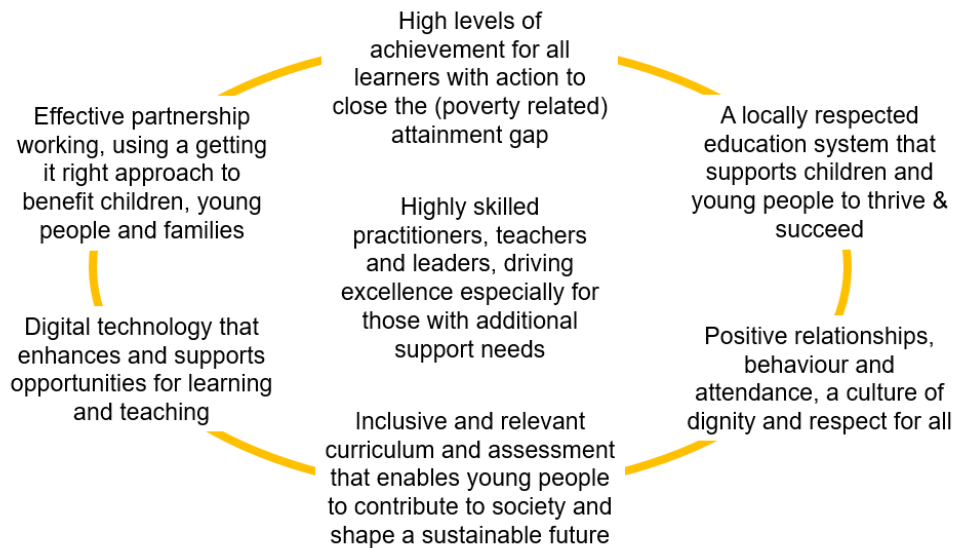 High levels of
achievement for all
learners with action to
close the (poverty related)
attainment gap
A locally respected
education system that
supports children and
young people to thrive &
succeed
Positive relationships,
behaviour and
attendance, a culture of
dignity and respect for all
Inclusive and relevant
curriculum and assessment
that enables young people
to contribute to society and
shape a sustainable future
Digital technology that
enhances and supports
opportunities for learning
and teaching
Effective partnership
working, using a getting
it right approach to
benefit children, young
people and families
Highly skilled
practitioners, teachers
and leaders, driving
excellence especially for
those with additional
support needs